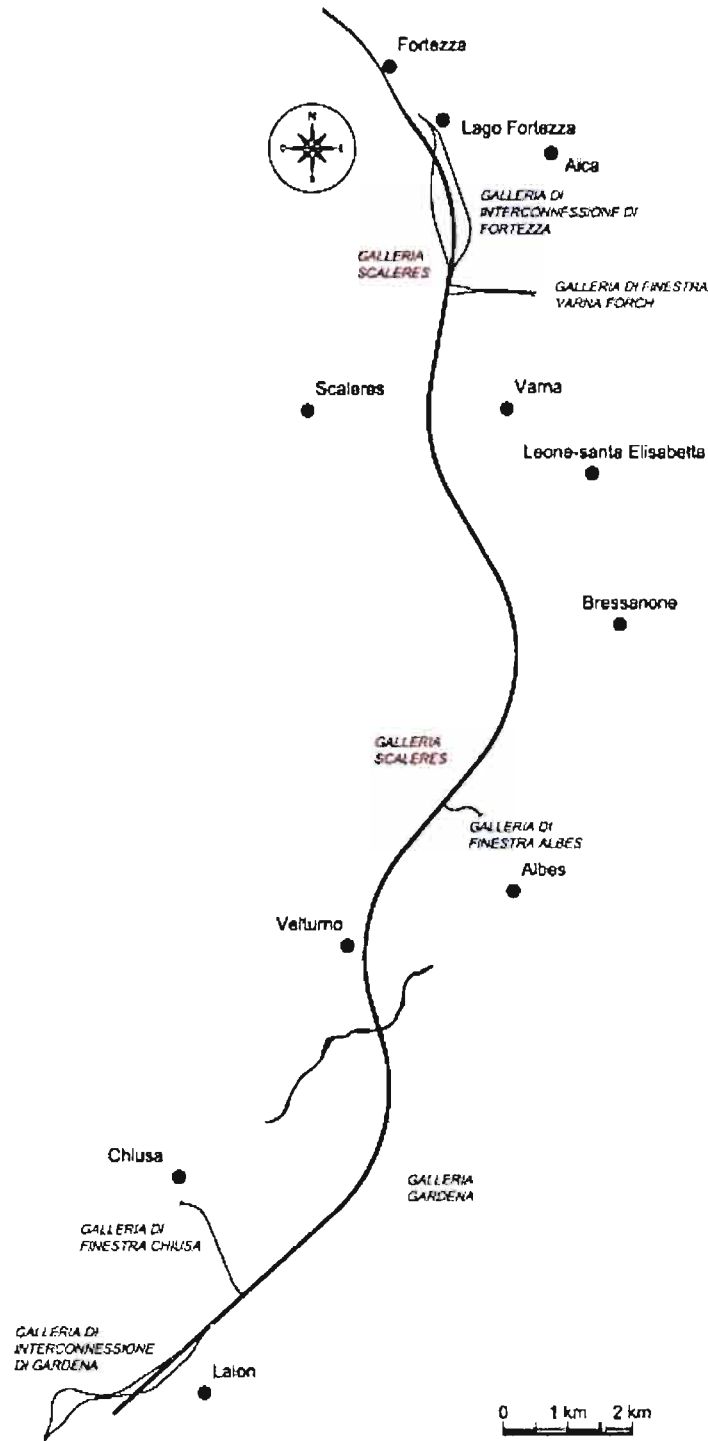 Fortezza
N
O
E
S
Lago Fortezza
Aica
GALLERIA DI
INTERCONNESSIONE DI
FORTEZZA
GALLERIA
SCALERES
GALLERIA DI FINESTRA
VARNA FORCH
Scaleres
Varna
Leone-santa Elisabetta
Bressanone
GALLERIA
SCALERES
GALLERIA DI
FINESTRA ALBES
Albes
Velturno
Chiusa
GALLERIA
GARDENA
GALLERIA DI
FINESTRA CHIUSA
GALLERIA DI
INTERCONNESSIONE
DI GARDENA
Laion
0 1 km 2 km